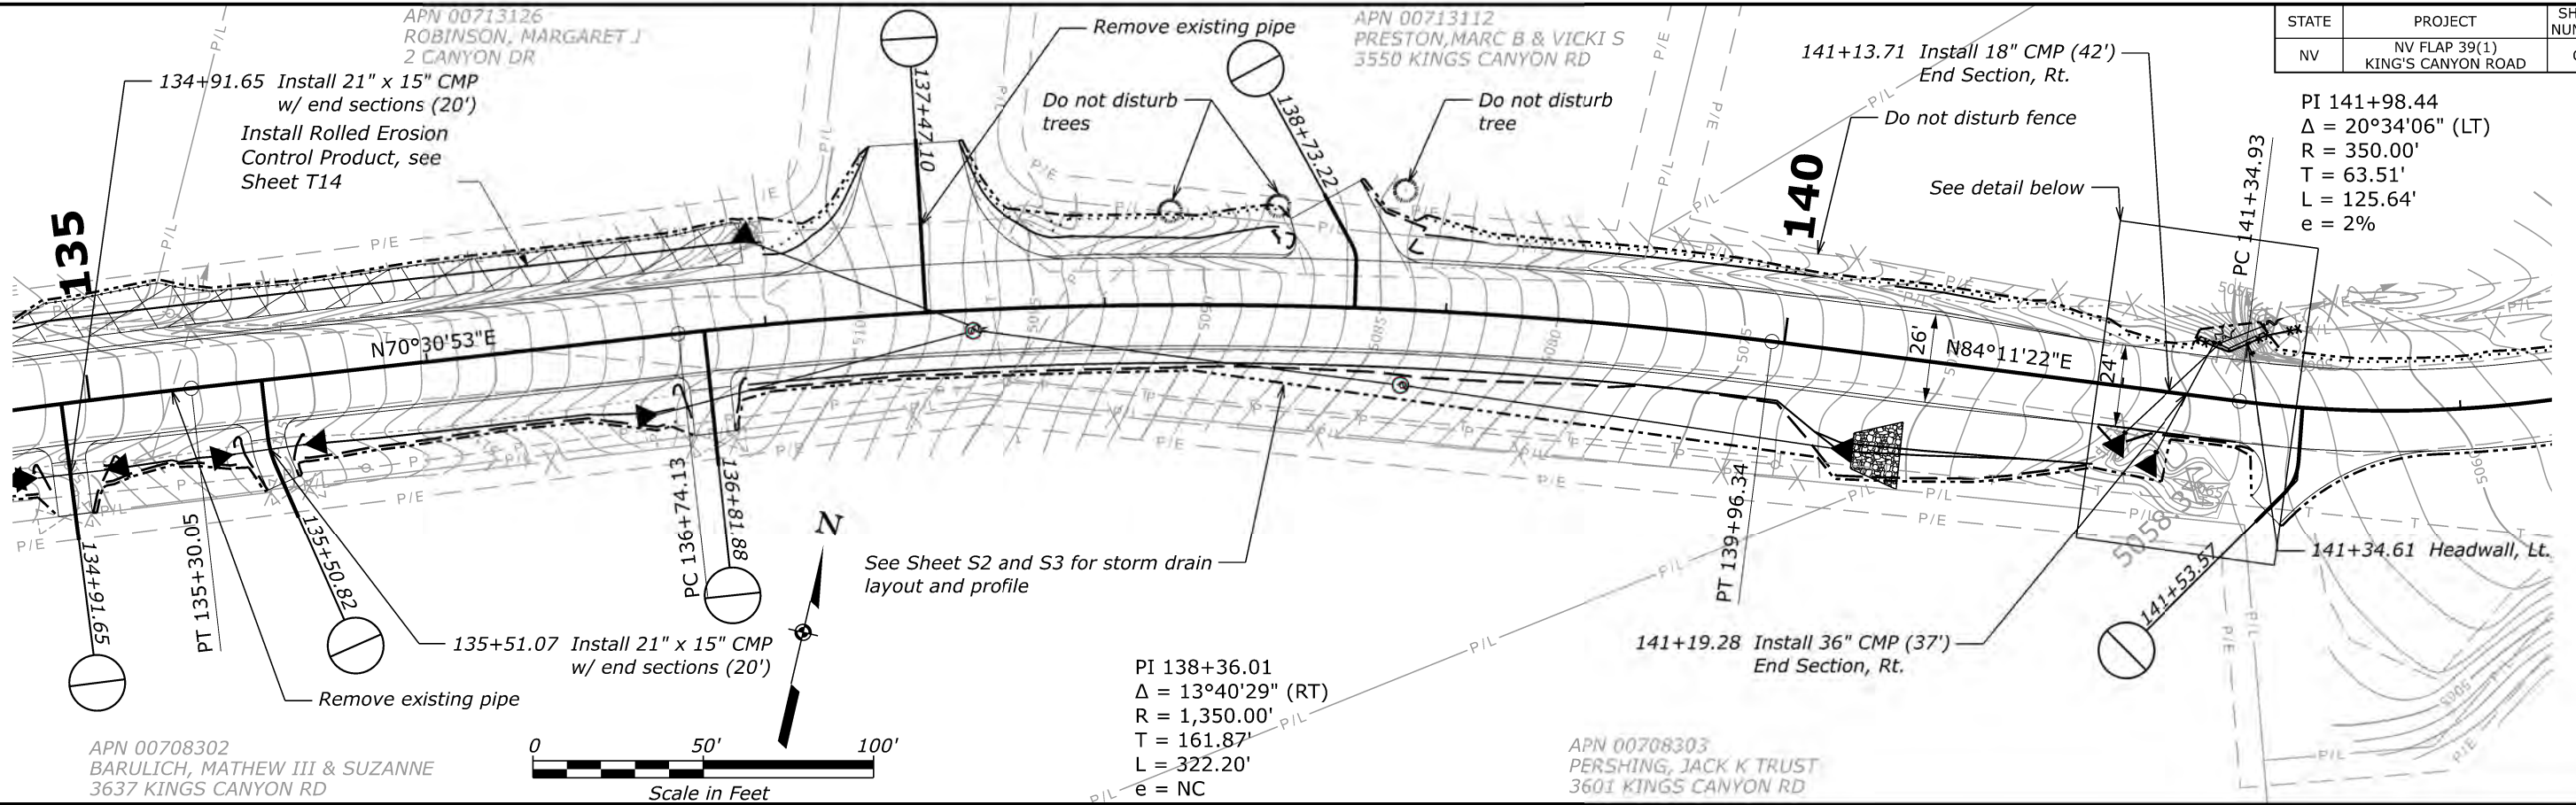 APN 00713126
ROBINSON, MARGARET J
2 CANYON DR
Remove existing pipe
APN 00713112
PRESTON,MARC B & VICKI S
3550 KINGS CANYON RD
STATE
PROJECT
NV
NV FLAP 39(1)
KING'S CANYON ROAD
134+91.65 Install 21" x 15" CMP
w/ end sections (20')
Install Rolled Erosion
Control Product, see
Sheet T14
Do not disturb
trees
Do not disturb
tree
141+13.71 Install 18" CMP (42')
End Section, Rt.
Do not disturb fence
See detail below
PI 141+98.44
Δ = 20°34'06" (LT)
R = 350.00'
T = 63.51'
L = 125.64'
e = 2%
137+47.10
138+73.22
135
140
PC 141+34.93
N70°30'53"E
N84°11'22"E
26'
24'
5100
5095
5090
5085
5080
5075
5060
5065
P/L
P/E
134+91.65
PT 135+30.05
135+50.82
PC 136+74.13
136+81.88
PT 139+96.34
141+53.57
N
See Sheet S2 and S3 for storm drain
layout and profile
141+34.61 Headwall, Lt.
135+51.07 Install 21" x 15" CMP
w/ end sections (20')
Remove existing pipe
141+19.28 Install 36" CMP (37')
End Section, Rt.
PI 138+36.01
Δ = 13°40'29" (RT)
R = 1,350.00'
T = 161.87'
L = 322.20'
e = NC
APN 00708302
BARULICH, MATHEW III & SUZANNE
3637 KINGS CANYON RD
0 50' 100'
Scale in Feet
APN 00708303
PERSHING, JACK K TRUST
3601 KINGS CANYON RD